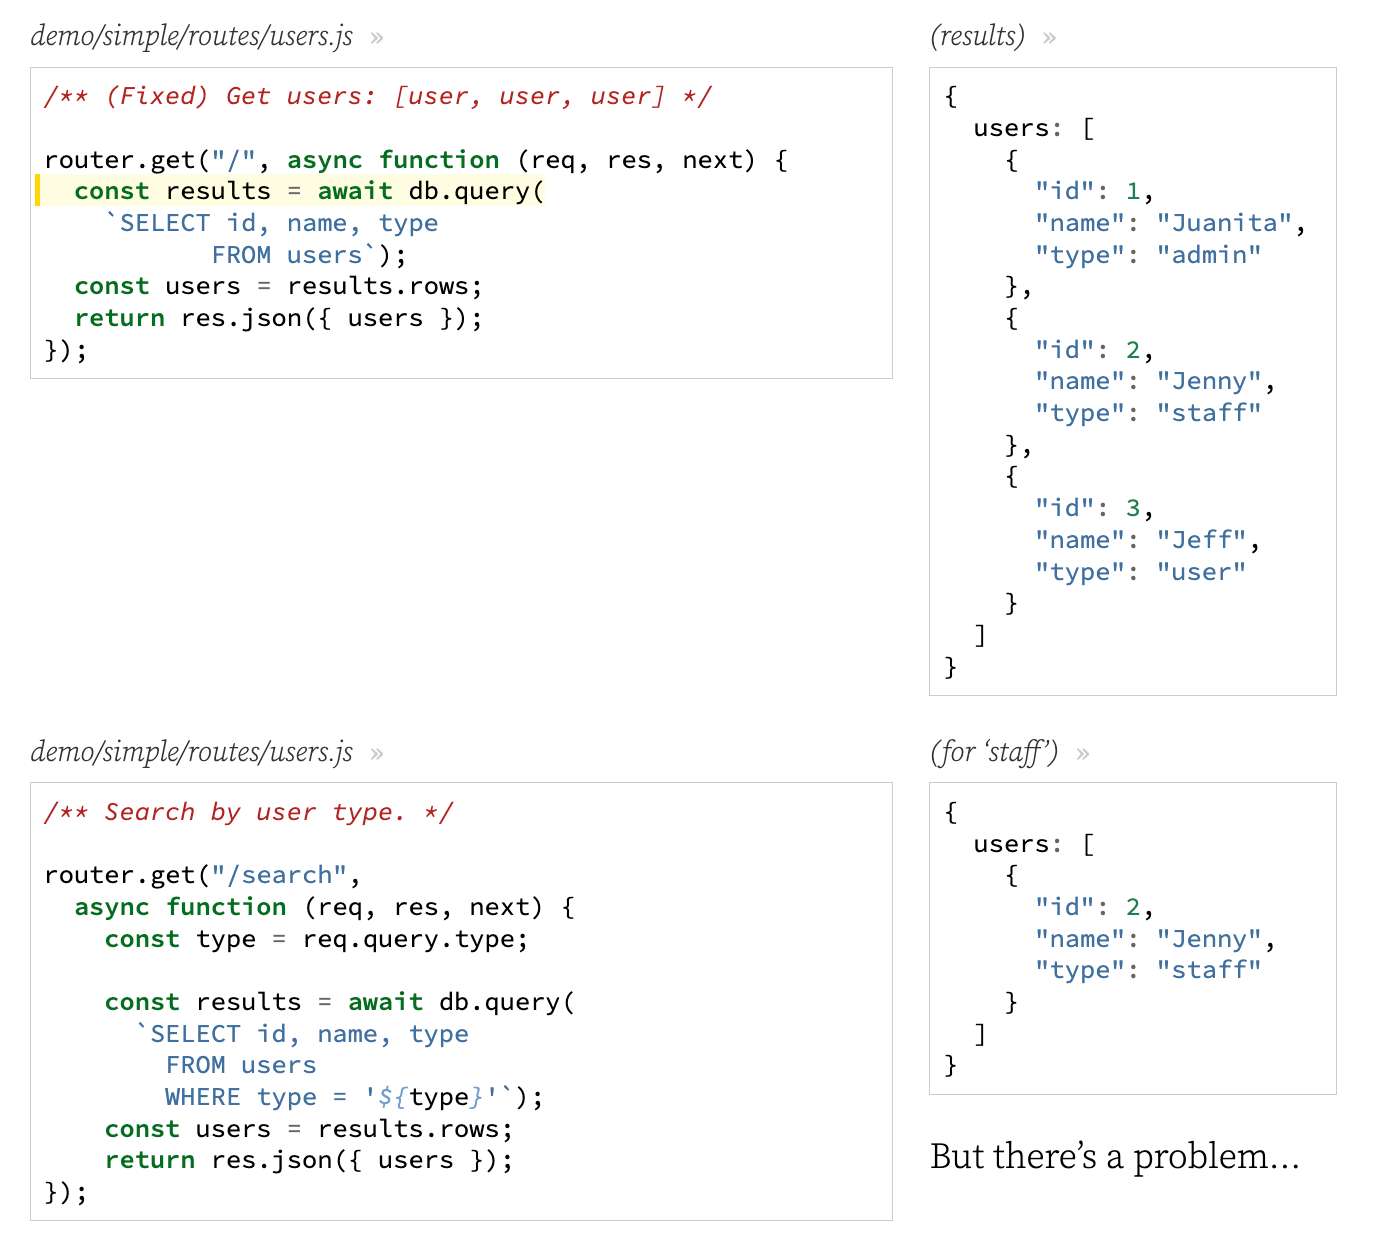 demo/simple/routes/users.js »
/** (Fixed) Get users: [user, user, user] */

router.get("/", async function (req, res, next) {
  const results = await db.query(
    `SELECT id, name, type
           FROM users`);
  const users = results.rows;
  return res.json({ users });
});
(results) »
{
  users: [
    {
      "id": 1,
      "name": "Juanita",
      "type": "admin"
    },
    {
      "id": 2,
      "name": "Jenny",
      "type": "staff"
    },
    {
      "id": 3,
      "name": "Jeff",
      "type": "user"
    }
  ]
}
demo/simple/routes/users.js »
/** Search by user type. */

router.get("/search",
  async function (req, res, next) {
    const type = req.query.type;

    const results = await db.query(
      `SELECT id, name, type
        FROM users
        WHERE type = '${type}'`);
    const users = results.rows;
    return res.json({ users });
});
(for ‘staff’) »
{
  users: [
    {
      "id": 2,
      "name": "Jenny",
      "type": "staff"
    }
  ]
}
But there’s a problem…